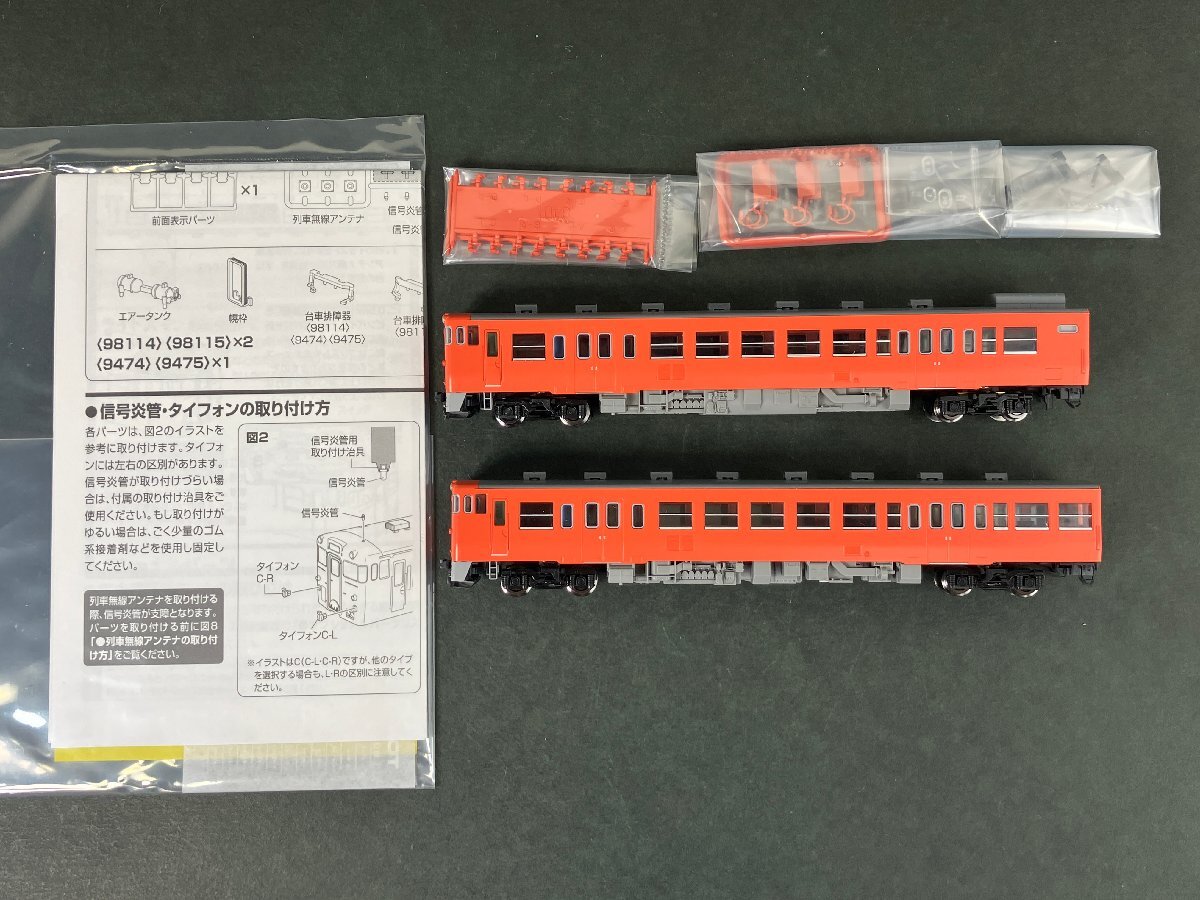 ×1
前面表示パーツ
列車無線アンテナ
信号炎管
信号炎
エアータンク
幌枠
台車排障器
〈98114〉
〈9474〉〈9475〉
台車排
〈98114〉〈98115〉×2
〈9474〉〈9475〉×1
●信号炎管・タイフォンの取り付け方
各パーツは、図2のイラストを
参考に取り付けます。タイフォ
ンには左右の区別があります。
信号炎管が取り付けづらい場
合は、付属の取り付け治具をご
使用ください。もし取り付けが
ゆるい場合は、ごく少量のゴム
系接着剤などを使用し固定し
てください。
列車無線アンテナを取り付ける
際、信号炎管が支障となります。
パーツを取り付ける前に図8
「●列車無線アンテナの取り付
け方」をご覧ください。
図2
信号炎管用
取り付け治具
信号炎管
信号炎管
タイフォン
C-R
タイフォンC-L
※イラストはC(C-L・C-R)ですが、他のタイプ
を選択する場合も、L・Rの区別に注意してく
ださい。